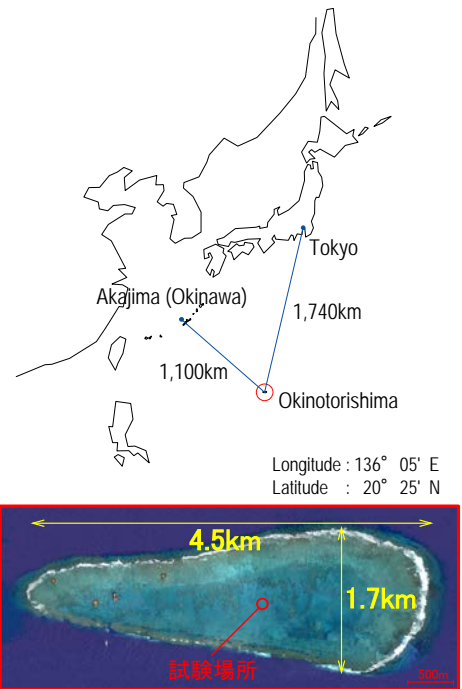 Tokyo
Akajima (Okinawa)
1,740km
1,100km
Okinotorishima
Longitude : 136° 05' E
Latitude : 20° 25' N
4.5km
1.7km
試験場所
500m